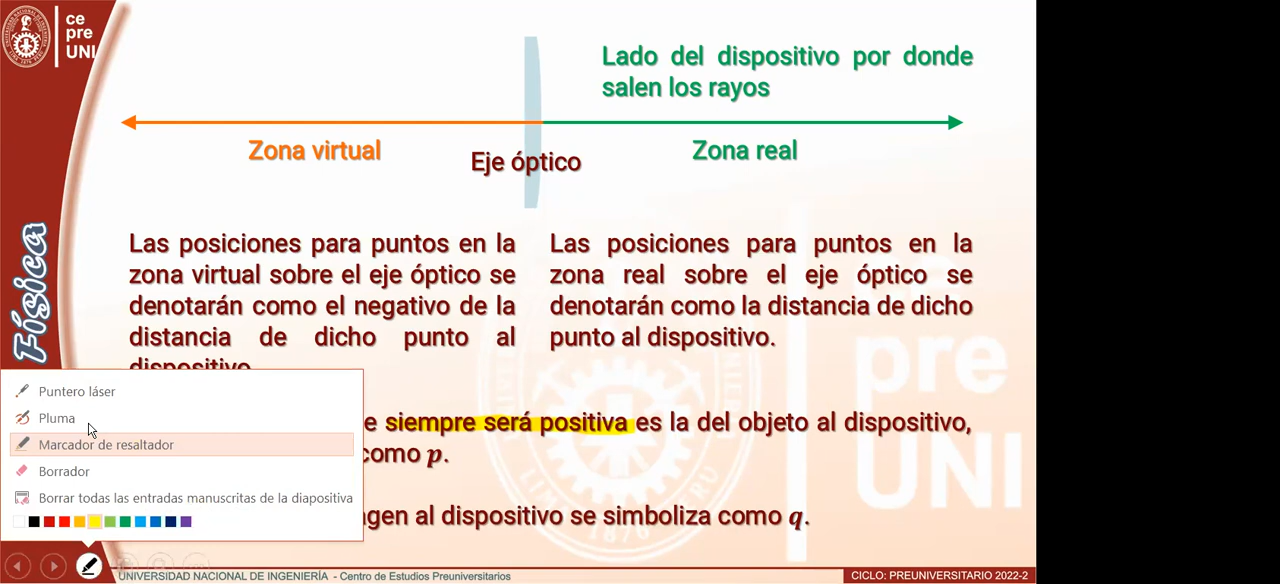 ce
pre
UNI
Lado del dispositivo por donde
salen los rayos
Zona virtual
Eje óptico
Zona real
Las posiciones para puntos en la
zona virtual sobre el eje óptico se
denotarán como el negativo de la
distancia de dicho punto al
dispositivo
Las posiciones para puntos en la
zona real sobre el eje óptico se
denotarán como la distancia de dicho
punto al dispositivo.
Física
e siempre será positiva es la del objeto al dispositivo,
como p.
agen al dispositivo se simboliza como q.
Puntero láser
Pluma
Marcador de resaltador
Borrador
Borrar todas las entradas manuscritas de la diapositiva
pre
UNI
1876
UNIVERSIDAD NACIONAL DE INGENIERÍA - Centro de Estudios Preuniversitarios
CICLO: PREUNIVERSITARIO 2022-2